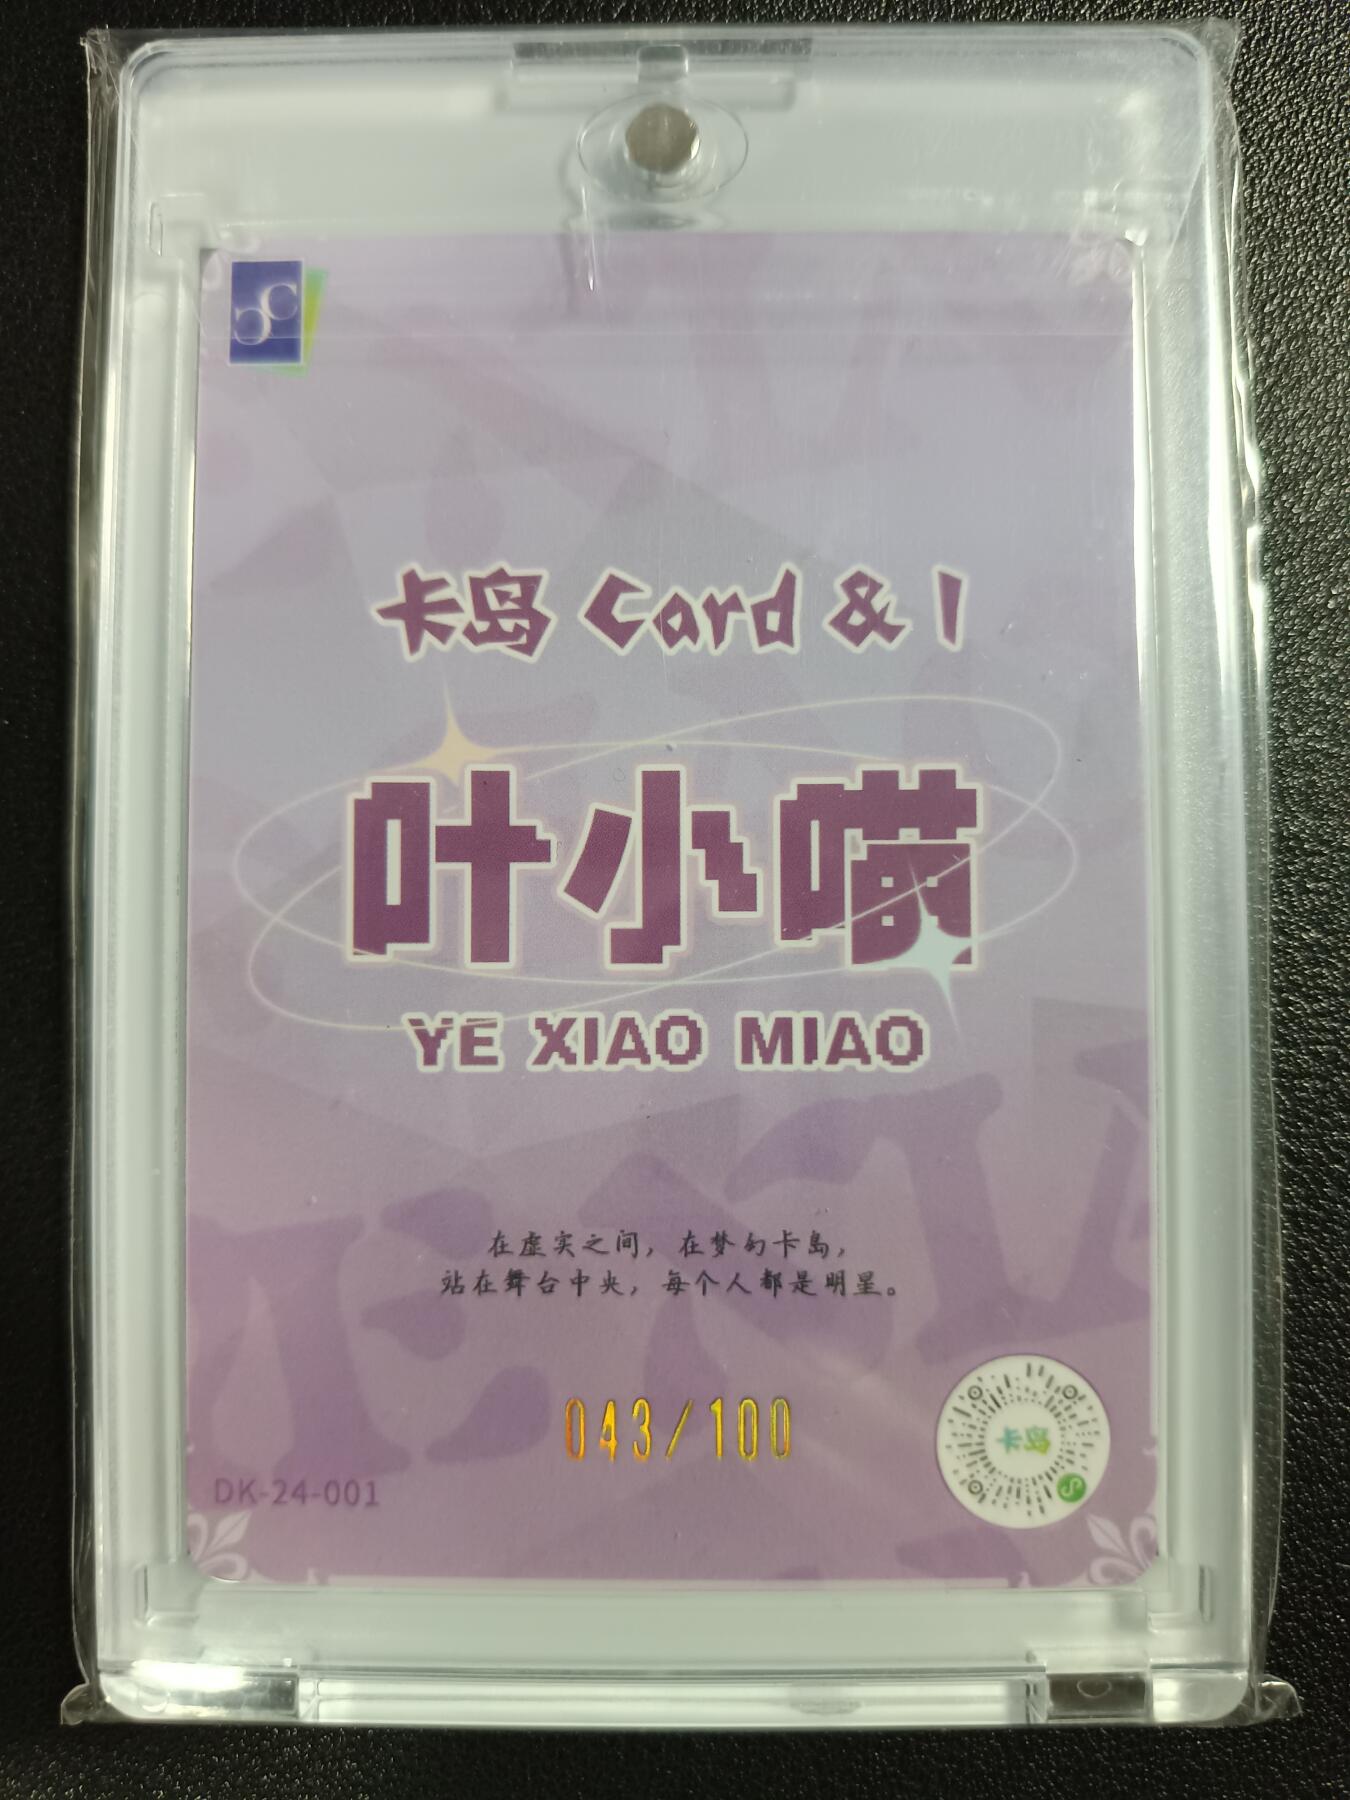 卡岛 Card & I
叶小喵
YE XIAO MIAO
在虚实之间，在梦幻卡岛，
站在舞台中央，每个人都是明星。
043/100
卡岛
DK-24-001